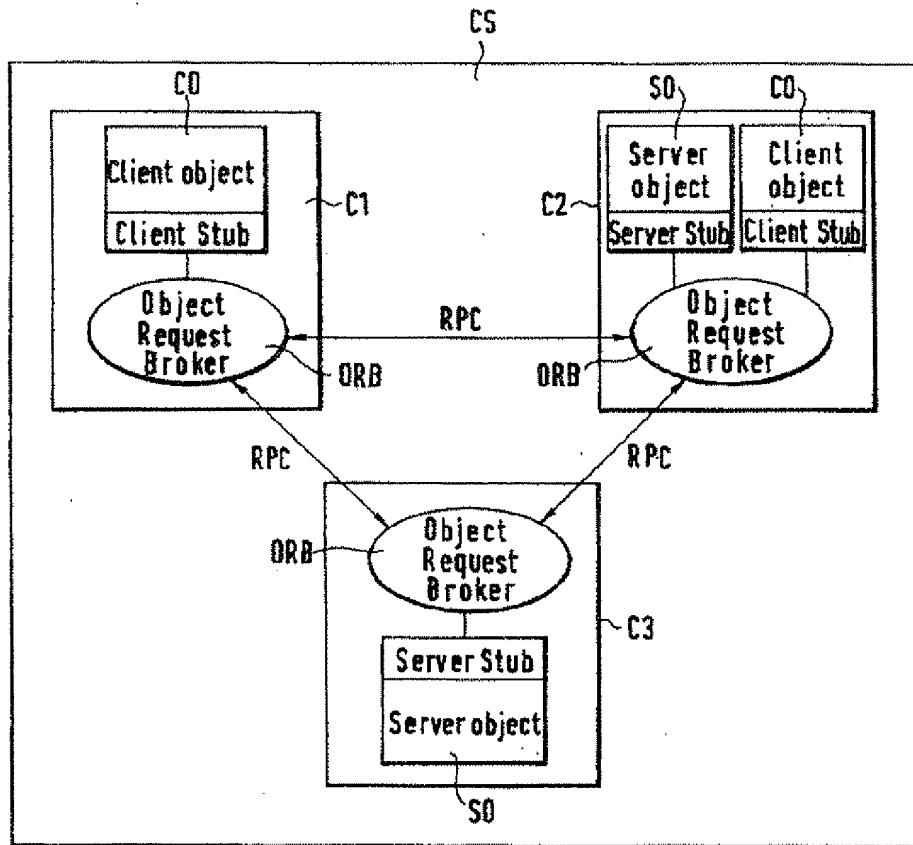 CS
CO
SO
CO
Client object
Client Stub
C1
C2
Server object
Server Stub
Client object
Client Stub
Object Request Broker
ORB
RPC
Object Request Broker
ORB
RPC
RPC
Object Request Broker
ORB
C3
Server Stub
Server object
SO